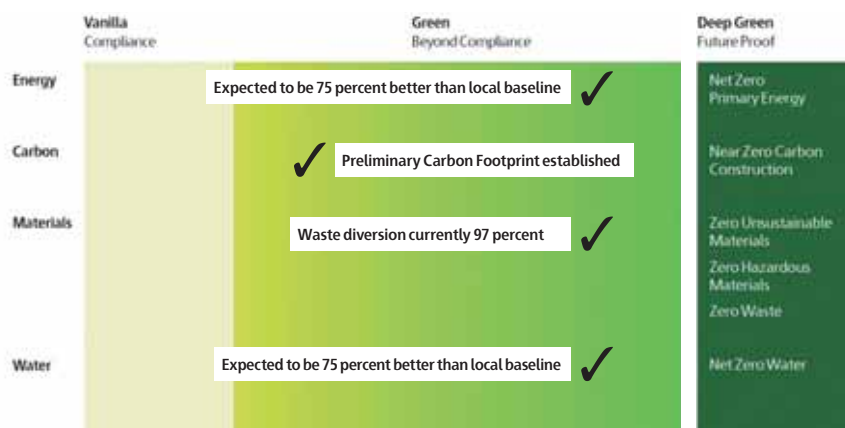 Vanilla
Compliance
Green
Beyond Compliance
Deep Green
Future Proof
Energy
Expected to be 75 percent better than local baseline
Net Zero
Primary Energy
Carbon
Preliminary Carbon Footprint established
Near Zero Carbon
Construction
Materials
Waste diversion currently 97 percent
Zero Unsustainable
Materials
Zero Hazardous
Materials
Zero Waste
Water
Expected to be 75 percent better than local baseline
Net Zero Water